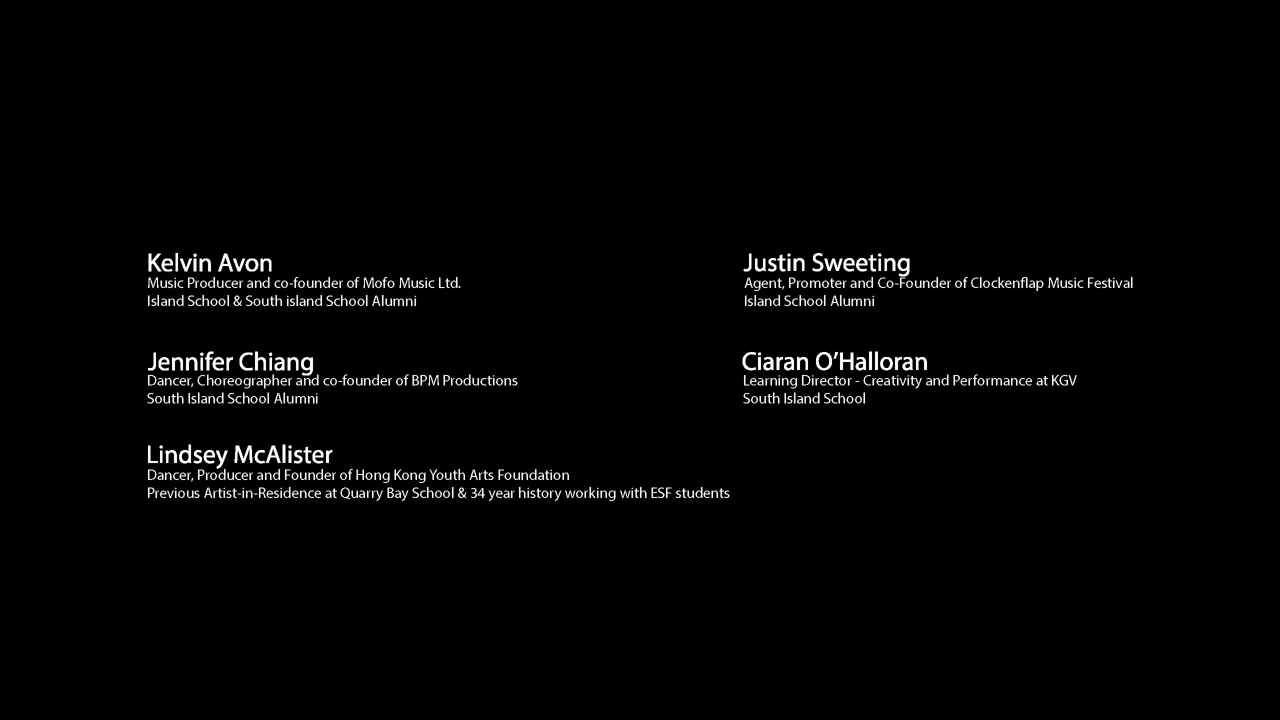 Kelvin Avon
Music Producer and co-founder of Mofo Music Ltd.
Island School & South island School Alumni
Jennifer Chiang
Dancer, Choreographer and co-founder of BPM Productions
South Island School Alumni
Lindsey McAlister
Dancer, Producer and Founder of Hong Kong Youth Arts Foundation
Previous Artist-in-Residence at Quarry Bay School & 34 year history working with ESF students
Justin Sweeting
Agent, Promoter and Co-Founder of Clockenflap Music Festival
Island School Alumni
Ciaran O’Halloran
Learning Director - Creativity and Performance at KGV
South Island School